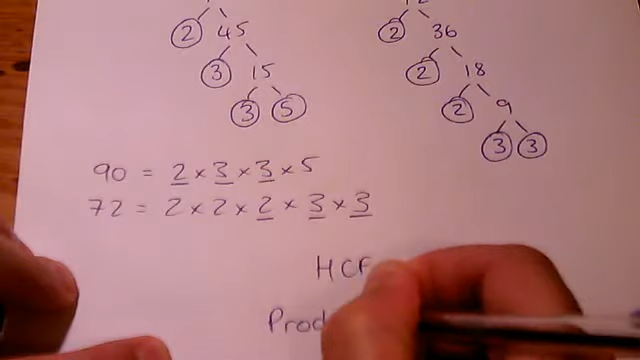 2 45
2 36
3 15
2 18
3 5
2 9
3 3
90 = 2 × 3 × 3 × 5
72 = 2 × 2 × 2 × 3 × 3
HCF